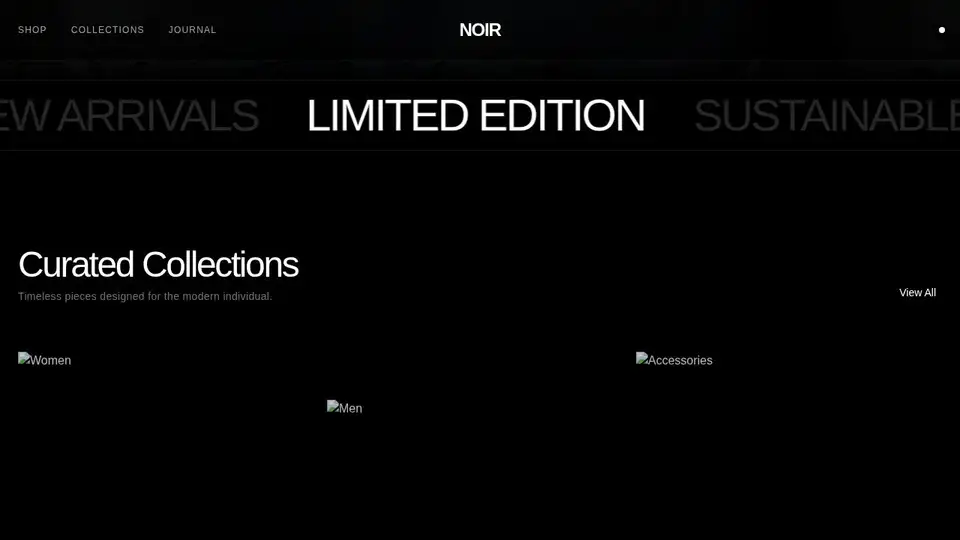 SHOP COLLECTIONS JOURNAL NOIR
EW ARRIVALS LIMITED EDITION SUSTAINABLE
Curated Collections
Timeless pieces designed for the modern individual.
View All
Women
Accessories
Men